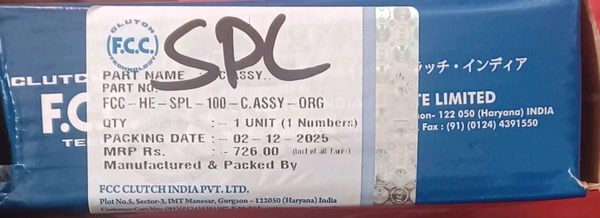 CLUTCH
F.C.C.
TECHNOLOGY
SPL
PART NAME : C.ASSY..
PART NO.
FCC-HE-SPL-100-C.ASSY-ORG
QTY :- 1 UNIT (1 Numbers)
PACKING DATE :- 02-12-2025
MRP Rs. :- 726.00 (Incl of all Taxes)
Manufactured & Packed By
FCC CLUTCH INDIA PVT. LTD.
Plot No.5, Sector-3, IMT Manesar, Gurgaon - 122050 (Haryana) India
CLUTCH
F.C
TE
ラッチ・インディア
TE LIMITED
on- 122 050 (Haryana) INDIA
Fax : (91) (0124) 4391550